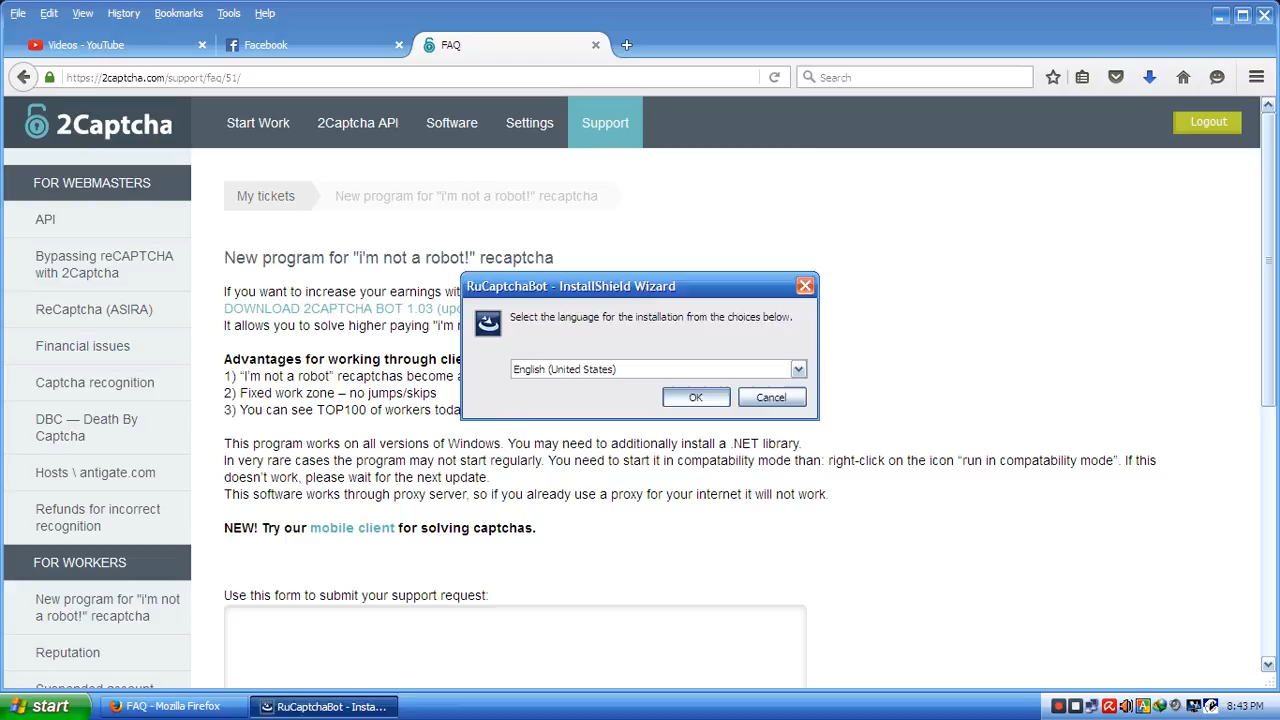 File Edit View History Bookmarks Tools Help
Videos - YouTube
Facebook
FAQ
https://2captcha.com/support/faq/51/
Search
2Captcha
Start Work
2Captcha API
Software
Settings
Support
Logout
FOR WEBMASTERS
API
Bypassing reCAPTCHA
with 2Captcha
ReCaptcha (ASIRA)
Financial issues
Captcha recognition
DBC — Death By
Captcha
Hosts \ antigate.com
Refunds for incorrect
recognition
FOR WORKERS
New program for "i'm not
a robot!" recaptcha
Reputation
Suspended account
My tickets
New program for "i'm not a robot!" recaptcha
New program for "i'm not a robot!" recaptcha
If you want to increase your earnings wit
DOWNLOAD 2CAPTCHA BOT 1.03 (up
It allows you to solve higher paying "i'm n
Advantages for working through clie
1) “I’m not a robot” recaptchas become a
2) Fixed work zone – no jumps/skips
3) You can see TOP100 of workers toda
This program works on all versions of Windows. You may need to additionally install a .NET library.
In very rare cases the program may not start regularly. You need to start it in compatability mode than: right-click on the icon “run in compatability mode”. If this
doesn’t work, please wait for the next update.
This software works through proxy server, so if you already use a proxy for your internet it will not work.
NEW! Try our mobile client for solving captchas.
Use this form to submit your support request:
RuCaptchaBot - InstallShield Wizard
Select the language for the installation from the choices below.
English (United States)
OK
Cancel
start
FAQ - Mozilla Firefox
RuCaptchaBot - Insta...
8:43 PM